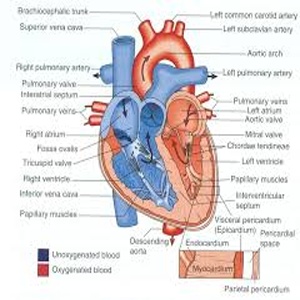 Brachiocephalic trunk
Superior vena cava
Right pulmonary artery
Pulmonary valve
Interatrial septum
Pulmonary veins
Right atrium
Fossa ovalis
Tricuspid valve
Right ventricle
Inferior vena cava
Papillary muscles
Left common carotid artery
Left subclavian artery
Aortic arch
Left pulmonary artery
Pulmonary veins
Left atrium
Aortic valve
Mitral valve
Chordae tendineae
Left ventricle
Papillary muscles
Interventricular
septum
Visceral pericardium
(Epicardium)
Pericardial
space
Descending
aorta
Endocardium
Myocardium
Parietal pericardium
Unoxygenated blood
Oxygenated blood